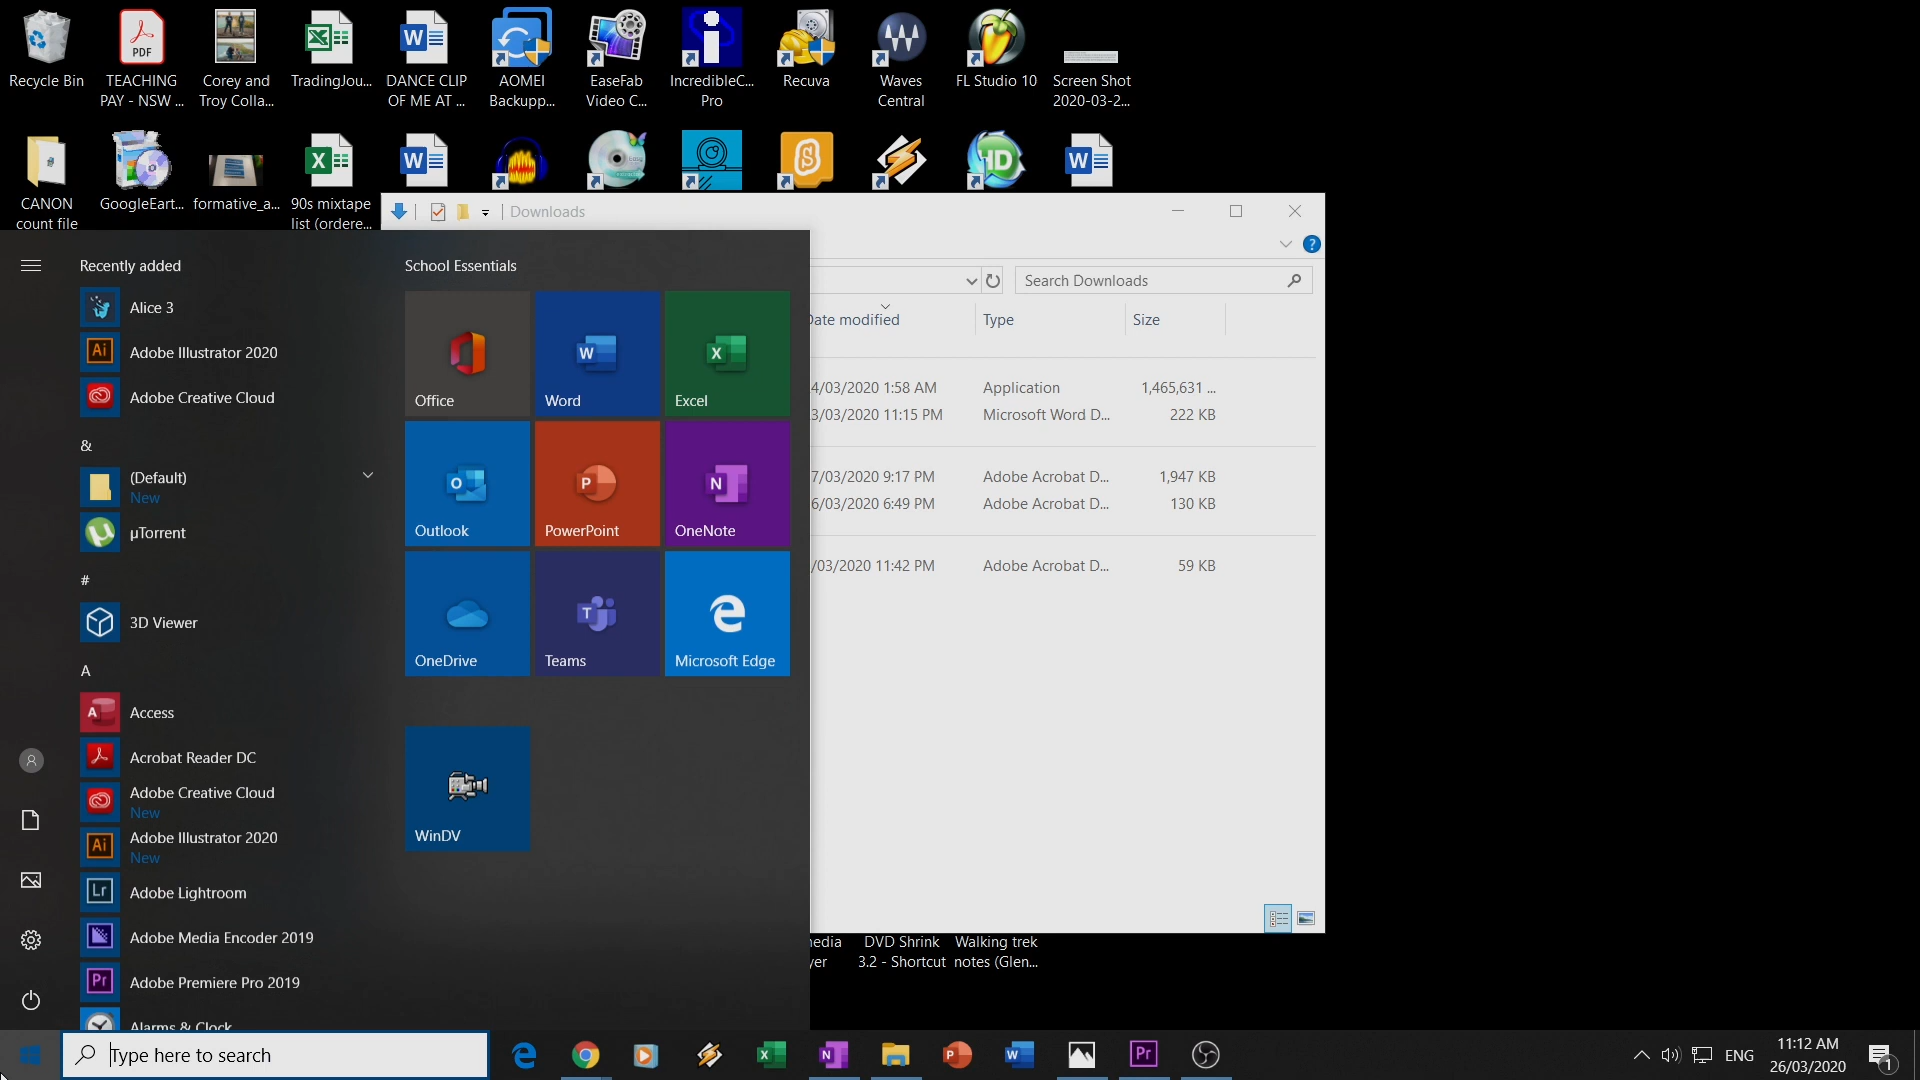 Recycle Bin
TEACHING
PAY - NSW ...
Corey and
Troy Colla...
TradingJou...
DANCE CLIP
OF ME AT ...
AOMEI
Backupp...
EaseFab
Video C...
IncredibleC...
Pro
Recuva
Waves
Central
FL Studio 10
Screen Shot
2020-03-2...
CANON
count file
GoogleEart...
formative_a...
90s mixtape
list (ordere...
Downloads
Search Downloads
Date modified
Type
Size
4/03/2020 1:58 AM
Application
1,465,631 ...
3/03/2020 11:15 PM
Microsoft Word D...
222 KB
7/03/2020 9:17 PM
Adobe Acrobat D...
1,947 KB
6/03/2020 6:49 PM
Adobe Acrobat D...
130 KB
/03/2020 11:42 PM
Adobe Acrobat D...
59 KB
Recently added
Alice 3
Adobe Illustrator 2020
Adobe Creative Cloud
&
(Default)
New
µTorrent
#
3D Viewer
A
Access
Acrobat Reader DC
Adobe Creative Cloud
New
Adobe Illustrator 2020
New
Adobe Lightroom
Adobe Media Encoder 2019
Adobe Premiere Pro 2019
Alarms & Clock
School Essentials
Office
Word
Excel
Outlook
PowerPoint
OneNote
OneDrive
Teams
Microsoft Edge
WinDV
edia
yer
DVD Shrink
3.2 - Shortcut
Walking trek
notes (Glen...
Type here to search
ENG
11:12 AM
26/03/2020
1